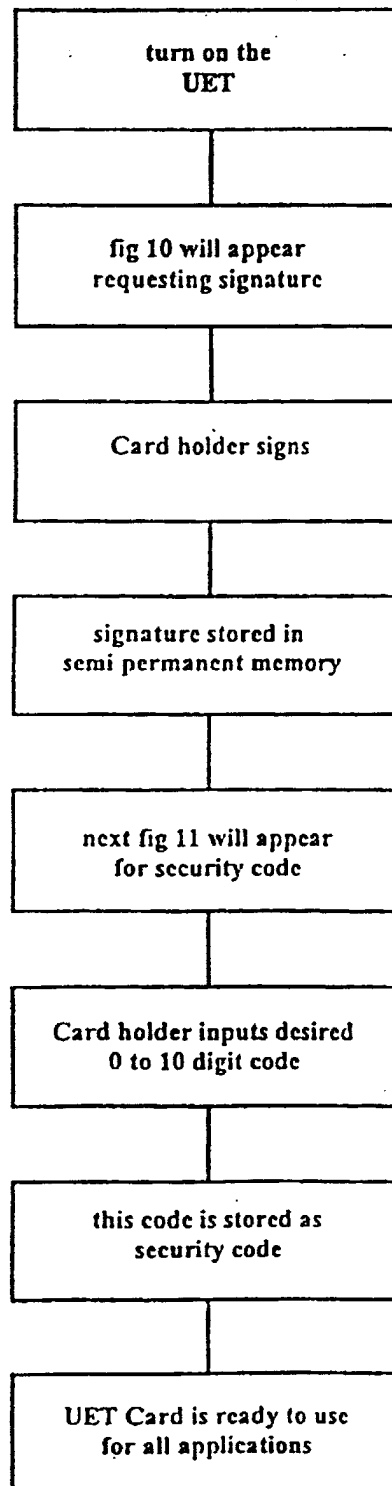 turn on the
UET
fig 10 will appear
requesting signature
Card holder signs
signature stored in
semi permanent memory
next fig 11 will appear
for security code
Card holder inputs desired
0 to 10 digit code
this code is stored as
security code
UET Card is ready to use
for all applications